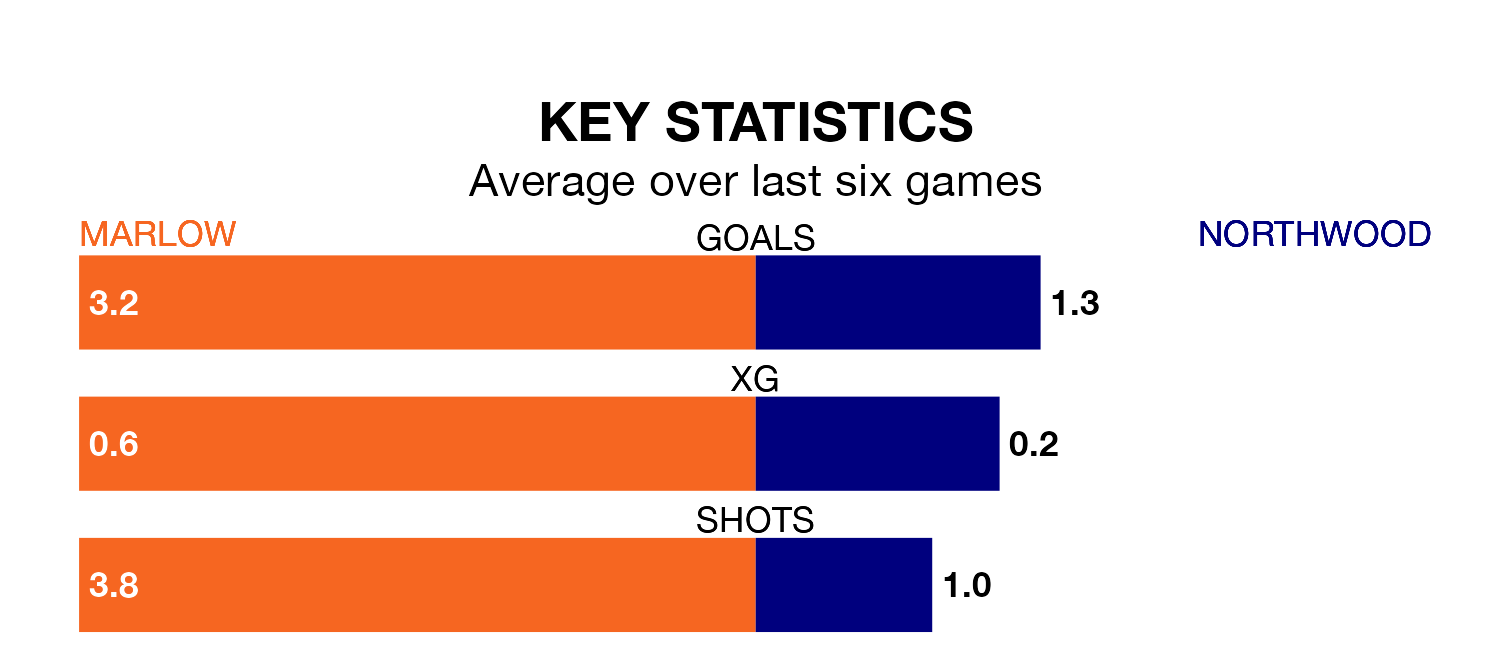 KEY STATISTICS
Average over last six games
MARLOW
GOALS
NORTHWOOD
3.2
1.3
XG
0.6
0.2
SHOTS
3.8
1.0